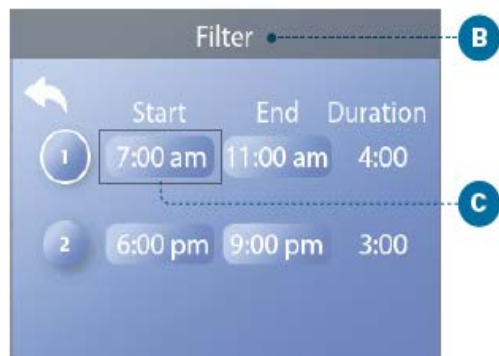 Filter B
Start End Duration
1 7:00 am 11:00 am 4:00
C
2 6:00 pm 9:00 pm 3:00